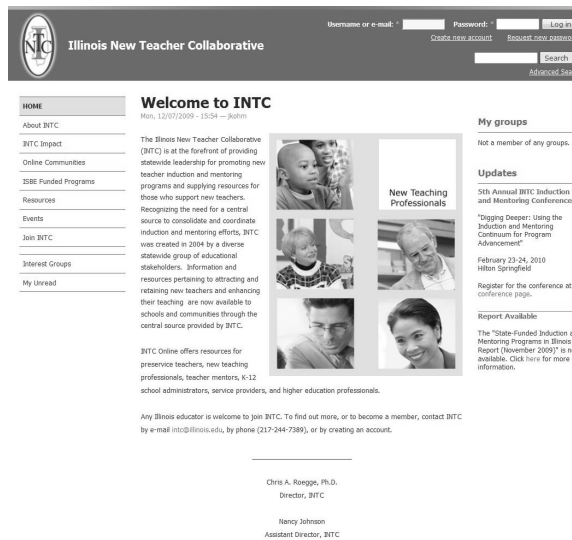 Username or e-mail: * Password: * Log in
Create new account Request new passwo
INTC
Illinois New Teacher Collaborative
Search
Advanced Sea
HOME
About INTC
INTC Impact
Online Communities
ISBE Funded Programs
Resources
Events
Join INTC
Interest Groups
My Unread
Welcome to INTC
Mon, 12/07/2009 - 15:54 — jkohm
The Illinois New Teacher Collaborative
(INTC) is at the forefront of providing
statewide leadership for promoting new
teacher induction and mentoring
programs and supplying resources for
those who support new teachers.
Recognizing the need for a central
source to consolidate and coordinate
induction and mentoring efforts, INTC
was created in 2004 by a diverse
statewide group of educational
stakeholders. Information and
resources pertaining to attracting and
retaining new teachers and enhancing
their teaching are now available to
schools and communities through the
central source provided by INTC.
New Teaching
Professionals
INTC Online offers resources for
preservice teachers, new teaching
professionals, teacher mentors, K-12
school administrators, service providers, and higher education professionals.
Any Illinois educator is welcome to join INTC. To find out more, or to become a member, contact INTC
by e-mail intc@illinois.edu, by phone (217-244-7389), or by creating an account.
Chris A. Roegge, Ph.D.
Director, INTC
Nancy Johnson
Assistant Director, INTC
My groups
Not a member of any groups.
Updates
5th Annual INTC Induction
and Mentoring Conference
"Digging Deeper: Using the
Induction and Mentoring
Continuum for Program
Advancement"
February 23-24, 2010
Hilton Springfield
Register for the conference at
conference page.
Report Available
The "State-Funded Induction a
Mentoring Programs in Illinois
Report (November 2009)" is n
available. Click here for more
information.